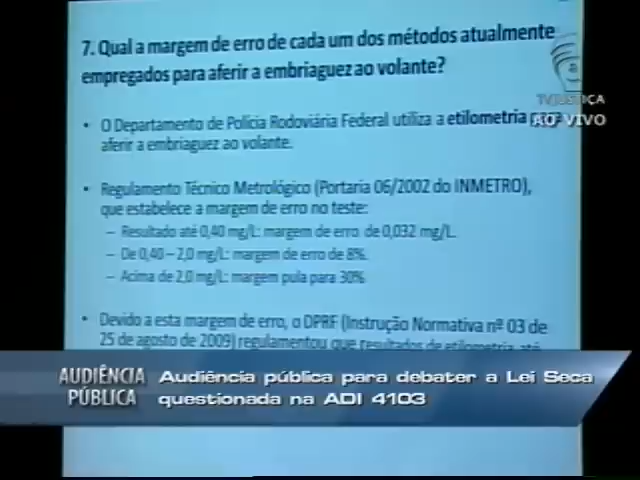 7. Qual a margem de erro de cada um dos métodos atualmente
empregados para aferir a embriaguez ao volante?
TV JUSTIÇA
AO VIVO
• O Departamento de Polícia Rodoviária Federal utiliza a etilometria para
aferir a embriaguez ao volante.
• Regulamento Técnico Metrológico (Portaria 06/2002 do INMETRO),
que estabelece a margem de erro no teste:
– Resultado até 0,40 mg/L: margem de erro de 0,032 mg/L.
– De 0,40 – 2,0 mg/L: margem de erro de 8%.
– Acima de 2,0 mg/L: margem pula para 30%
• Devido a esta margem de erro, o DPRF (Instrução Normativa nº 03 de
25 de agosto de 2009) regulamentou que resultados de etilometria até
AUDIÊNCIA
PÚBLICA
Audiência pública para debater a Lei Seca
questionada na ADI 4103